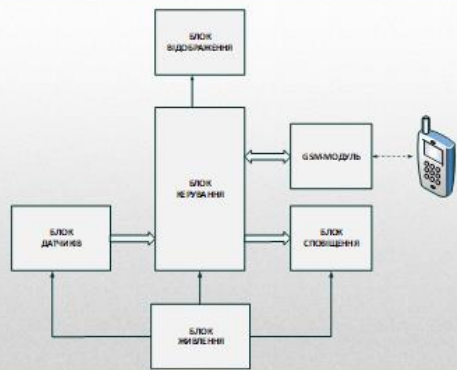 БЛОК
ВІДОБРАЖЕННЯ
БЛОК
КЕРУВАННЯ
GSM-МОДУЛЬ
БЛОК
ДАТЧИКІВ
БЛОК
СПОВІЩЕННЯ
БЛОК
ЖИВЛЕННЯ